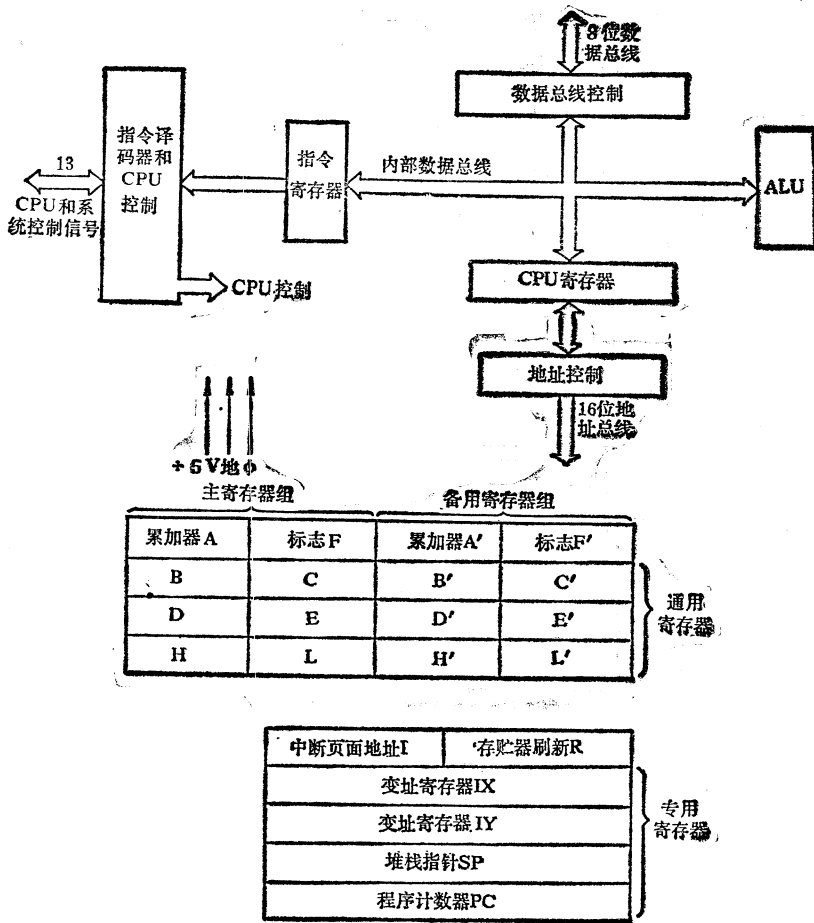 8位数
据总线
数据总线控制
指令译
码器和
CPU
控制
13
CPU和系
统控制信号
指令
寄存器
内部数据总线
ALU
CPU控制
CPU寄存器
地址控制
16位地
址总线
+5V地φ
主寄存器组
备用寄存器组
累加器A 标志F 累加器A′ 标志F′
B C B′ C′
D E D′ E′
H L H′ L′
通用
寄存器
中断页面地址I 存贮器刷新R
变址寄存器IX
变址寄存器IY
堆栈指针SP
程序计数器PC
专用
寄存器